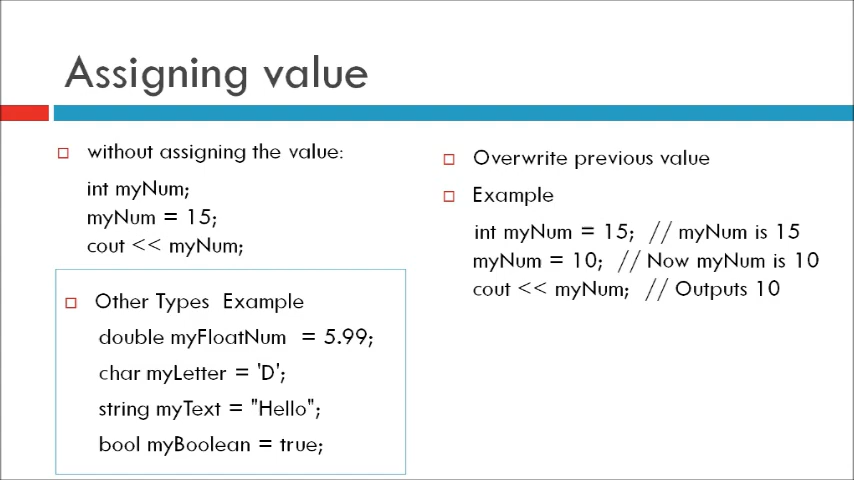 Assigning value
without assigning the value:
int myNum;
myNum = 15;
cout << myNum;
Other Types  Example
double myFloatNum  = 5.99;
char myLetter = 'D';
string myText = "Hello";
bool myBoolean = true;
Overwrite previous value
Example
int myNum = 15;  // myNum is 15
myNum = 10;  // Now myNum is 10
cout << myNum;  // Outputs 10